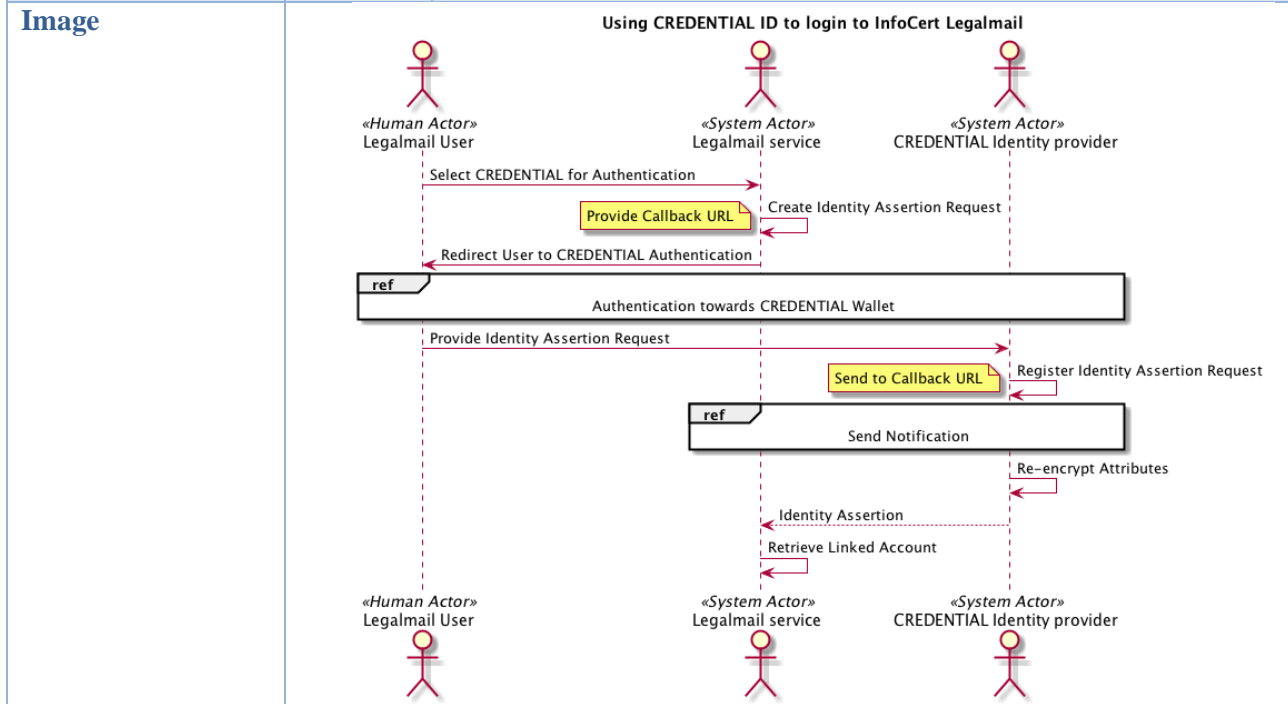 Image
Using CREDENTIAL ID to login to InfoCert Legalmail
«Human Actor»
Legalmail User
«System Actor»
Legalmail service
«System Actor»
CREDENTIAL Identity provider
Select CREDENTIAL for Authentication
Provide Callback URL
Create Identity Assertion Request
Redirect User to CREDENTIAL Authentication
ref
Authentication towards CREDENTIAL Wallet
Provide Identity Assertion Request
Send to Callback URL
Register Identity Assertion Request
ref
Send Notification
Re-encrypt Attributes
Identity Assertion
Retrieve Linked Account
«Human Actor»
Legalmail User
«System Actor»
Legalmail service
«System Actor»
CREDENTIAL Identity provider